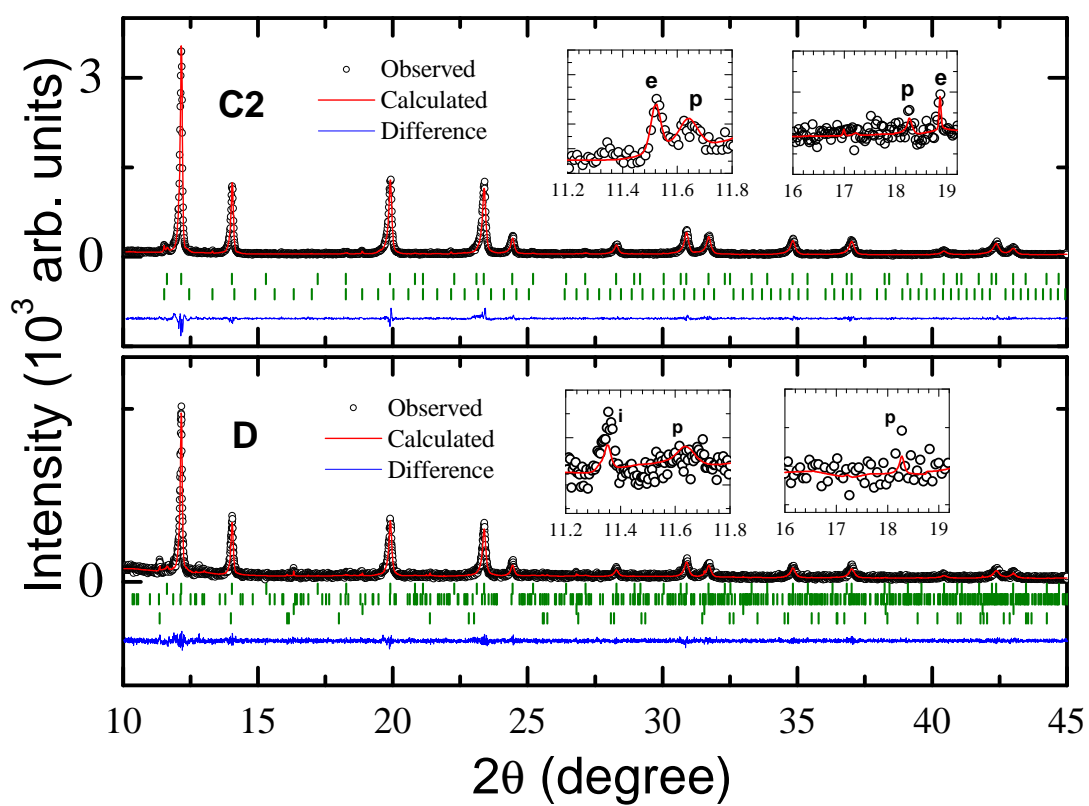 Intensity (10³ arb. units)
3
0
C2
Observed
Calculated
Difference
e
p
11.2 11.4 11.6 11.8
p
e
16 17 18 19
0
D
Observed
Calculated
Difference
i
p
11.2 11.4 11.6 11.8
p
16 17 18 19
10 15 20 25 30 35 40 45
2θ (degree)